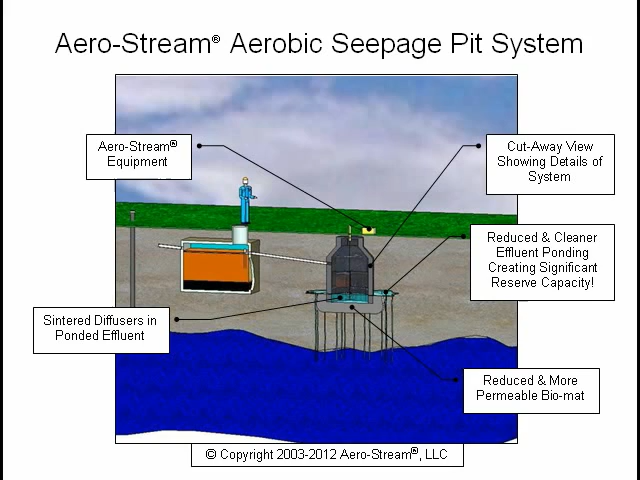 Aero-Stream® Aerobic Seepage Pit System
Aero-Stream®
Equipment
Cut-Away View
Showing Details of
System
Reduced & Cleaner
Effluent Ponding
Creating Significant
Reserve Capacity!
Sintered Diffusers in
Ponded Effluent
Reduced & More
Permeable Bio-mat
© Copyright 2003-2012 Aero-Stream®, LLC